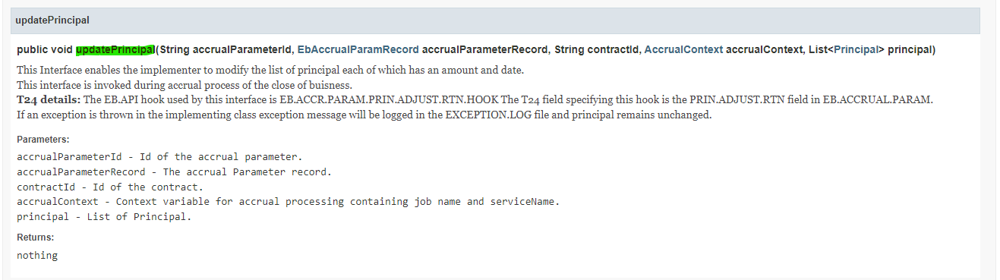 updatePrincipal
public void updatePrincipal(String accrualParameterId, EbAccrualParamRecord accrualParameterRecord, String contractId, AccrualContext accrualContext, List<Principal> principal)
This Interface enables the implementer to modify the list of principal each of which has an amount and date.
This interface is invoked during accrual process of the close of buisness.
T24 details: The EB.API hook used by this interface is EB.ACCR.PARAM.PRIN.ADJUST.RTN.HOOK The T24 field specifying this hook is the PRIN.ADJUST.RTN field in EB.ACCRUAL.PARAM.
If an exception is thrown in the implementing class exception message will be logged in the EXCEPTION.LOG file and principal remains unchanged.
Parameters:
accrualParameterId - Id of the accrual parameter.
accrualParameterRecord - The accrual Parameter record.
contractId - Id of the contract.
accrualContext - Context variable for accrual processing containing job name and serviceName.
principal - List of Principal.
Returns:
nothing